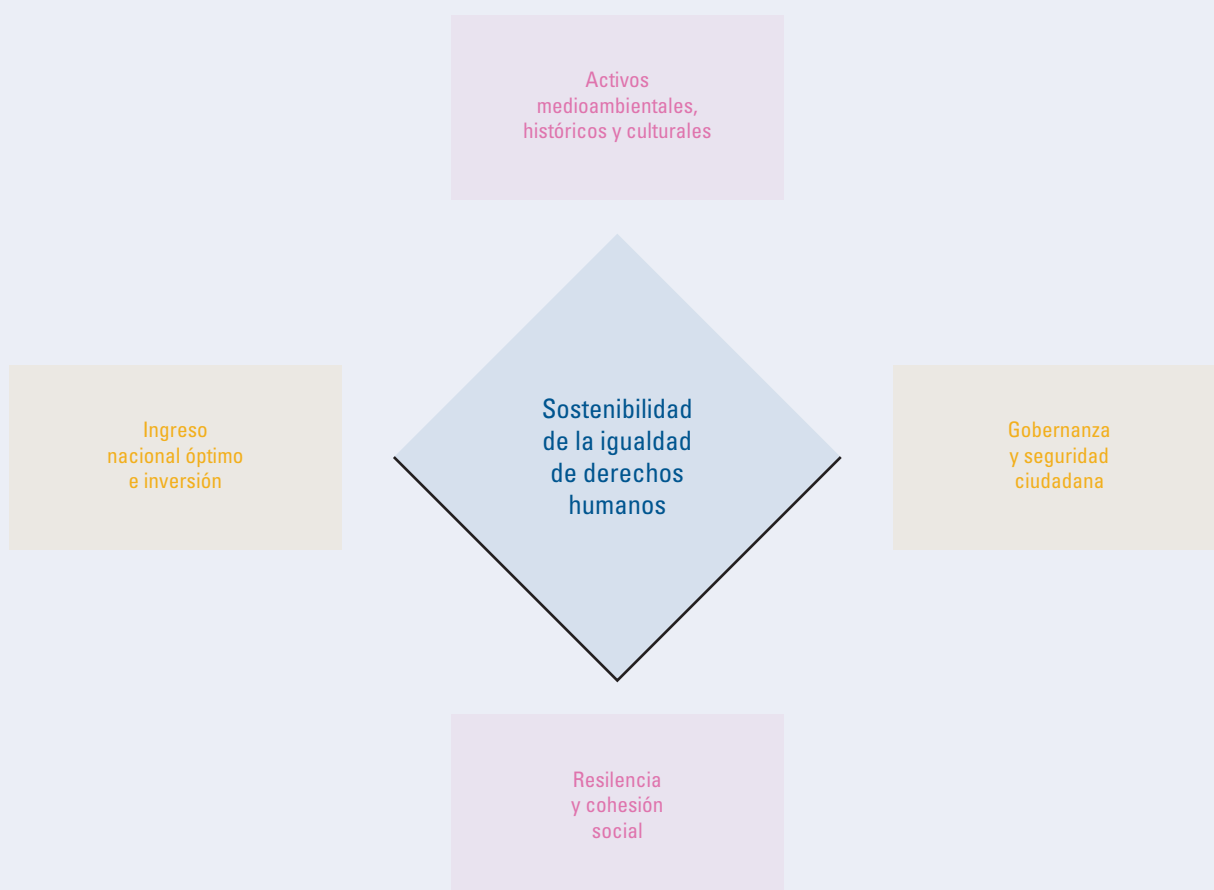 Activos
medioambientales,
históricos y culturales
Ingreso
nacional óptimo
e inversión
Sostenibilidad
de la igualdad
de derechos
humanos
Gobernanza
y seguridad
ciudadana
Resilencia
y cohesión
social